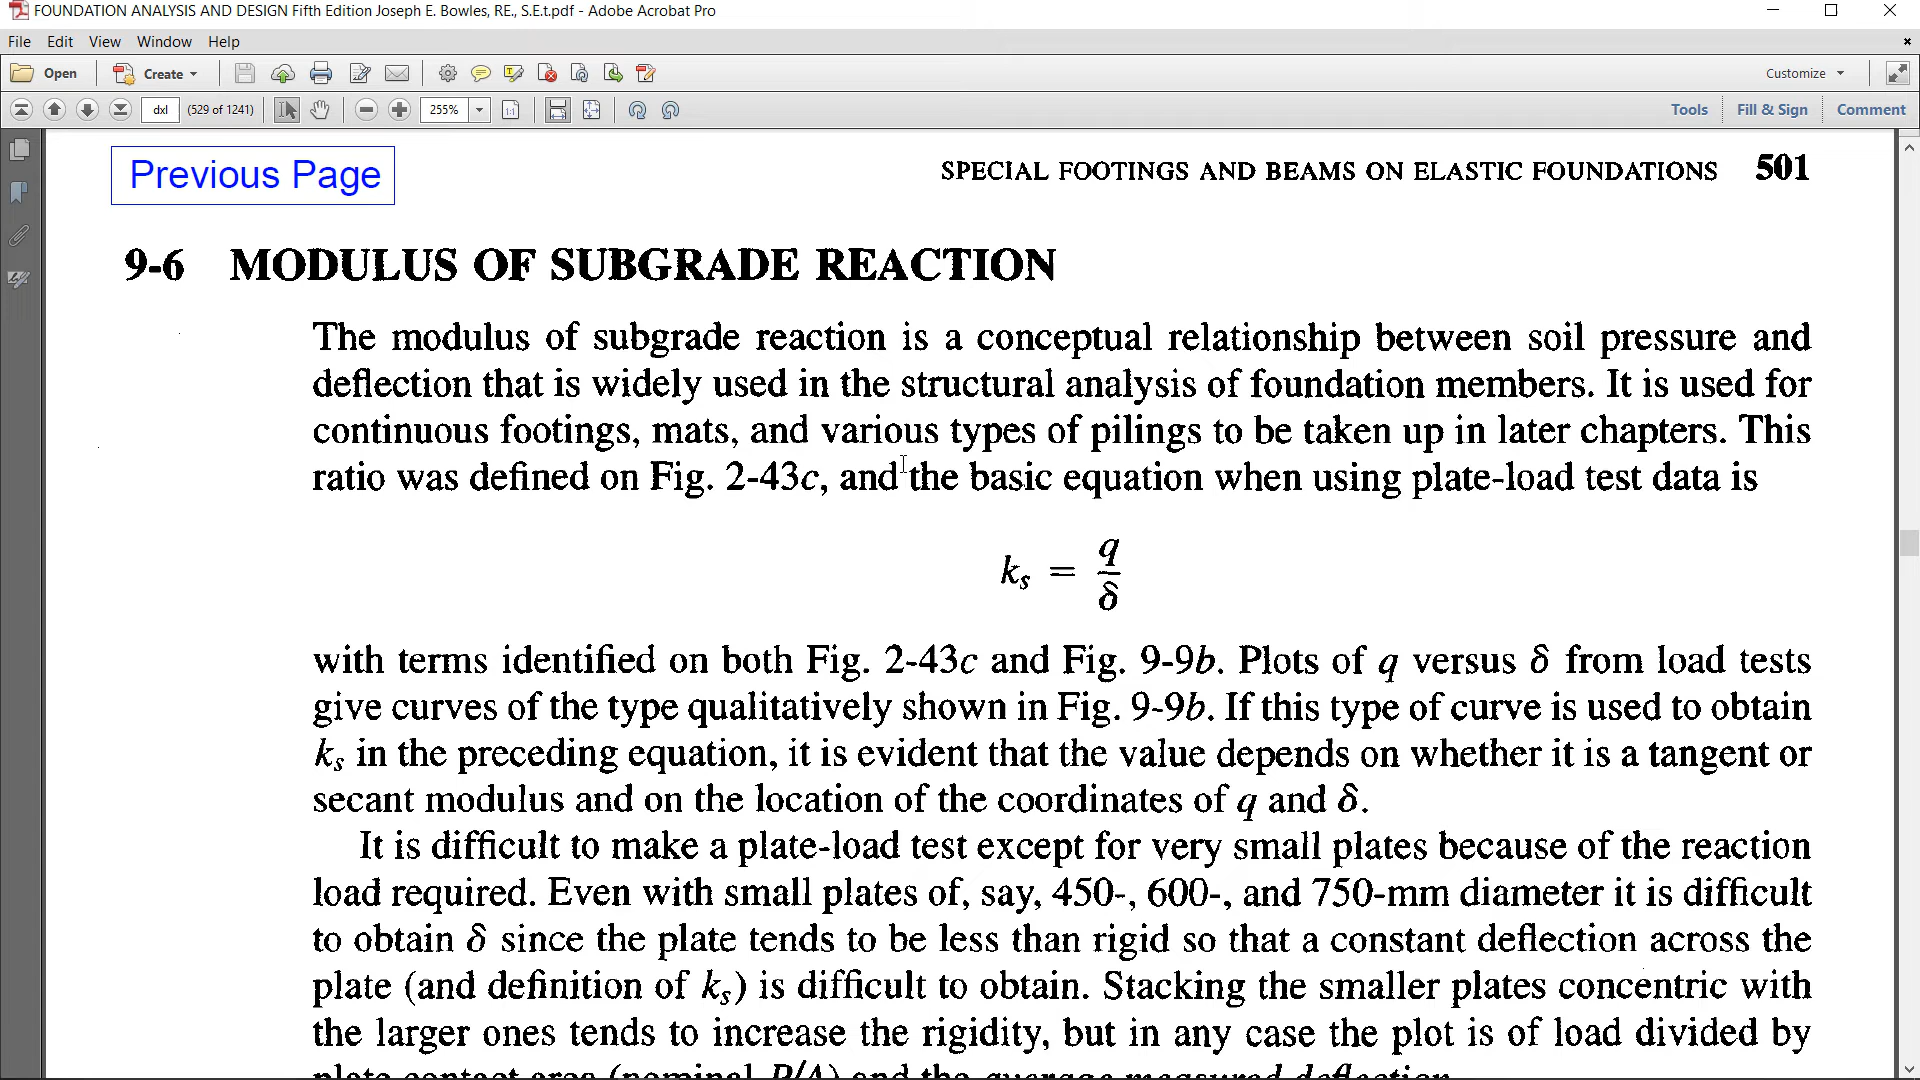 FOUNDATION ANALYSIS AND DESIGN Fifth Edition Joseph E. Bowles, RE., S.E.t.pdf - Adobe Acrobat Pro
File Edit View Window Help
Open Create Customize
dxl (529 of 1241) 255% Tools Fill & Sign Comment
Previous Page
SPECIAL FOOTINGS AND BEAMS ON ELASTIC FOUNDATIONS 501
9-6 MODULUS OF SUBGRADE REACTION
The modulus of subgrade reaction is a conceptual relationship between soil pressure and
deflection that is widely used in the structural analysis of foundation members. It is used for
continuous footings, mats, and various types of pilings to be taken up in later chapters. This
ratio was defined on Fig. 2-43c, and the basic equation when using plate-load test data is
kₛ = q/δ
with terms identified on both Fig. 2-43c and Fig. 9-9b. Plots of q versus δ from load tests
give curves of the type qualitatively shown in Fig. 9-9b. If this type of curve is used to obtain
kₛ in the preceding equation, it is evident that the value depends on whether it is a tangent or
secant modulus and on the location of the coordinates of q and δ.
It is difficult to make a plate-load test except for very small plates because of the reaction
load required. Even with small plates of, say, 450-, 600-, and 750-mm diameter it is difficult
to obtain δ since the plate tends to be less than rigid so that a constant deflection across the
plate (and definition of kₛ) is difficult to obtain. Stacking the smaller plates concentric with
the larger ones tends to increase the rigidity, but in any case the plot is of load divided by
plate contact area (nominal P/A) and the average measured deflection.